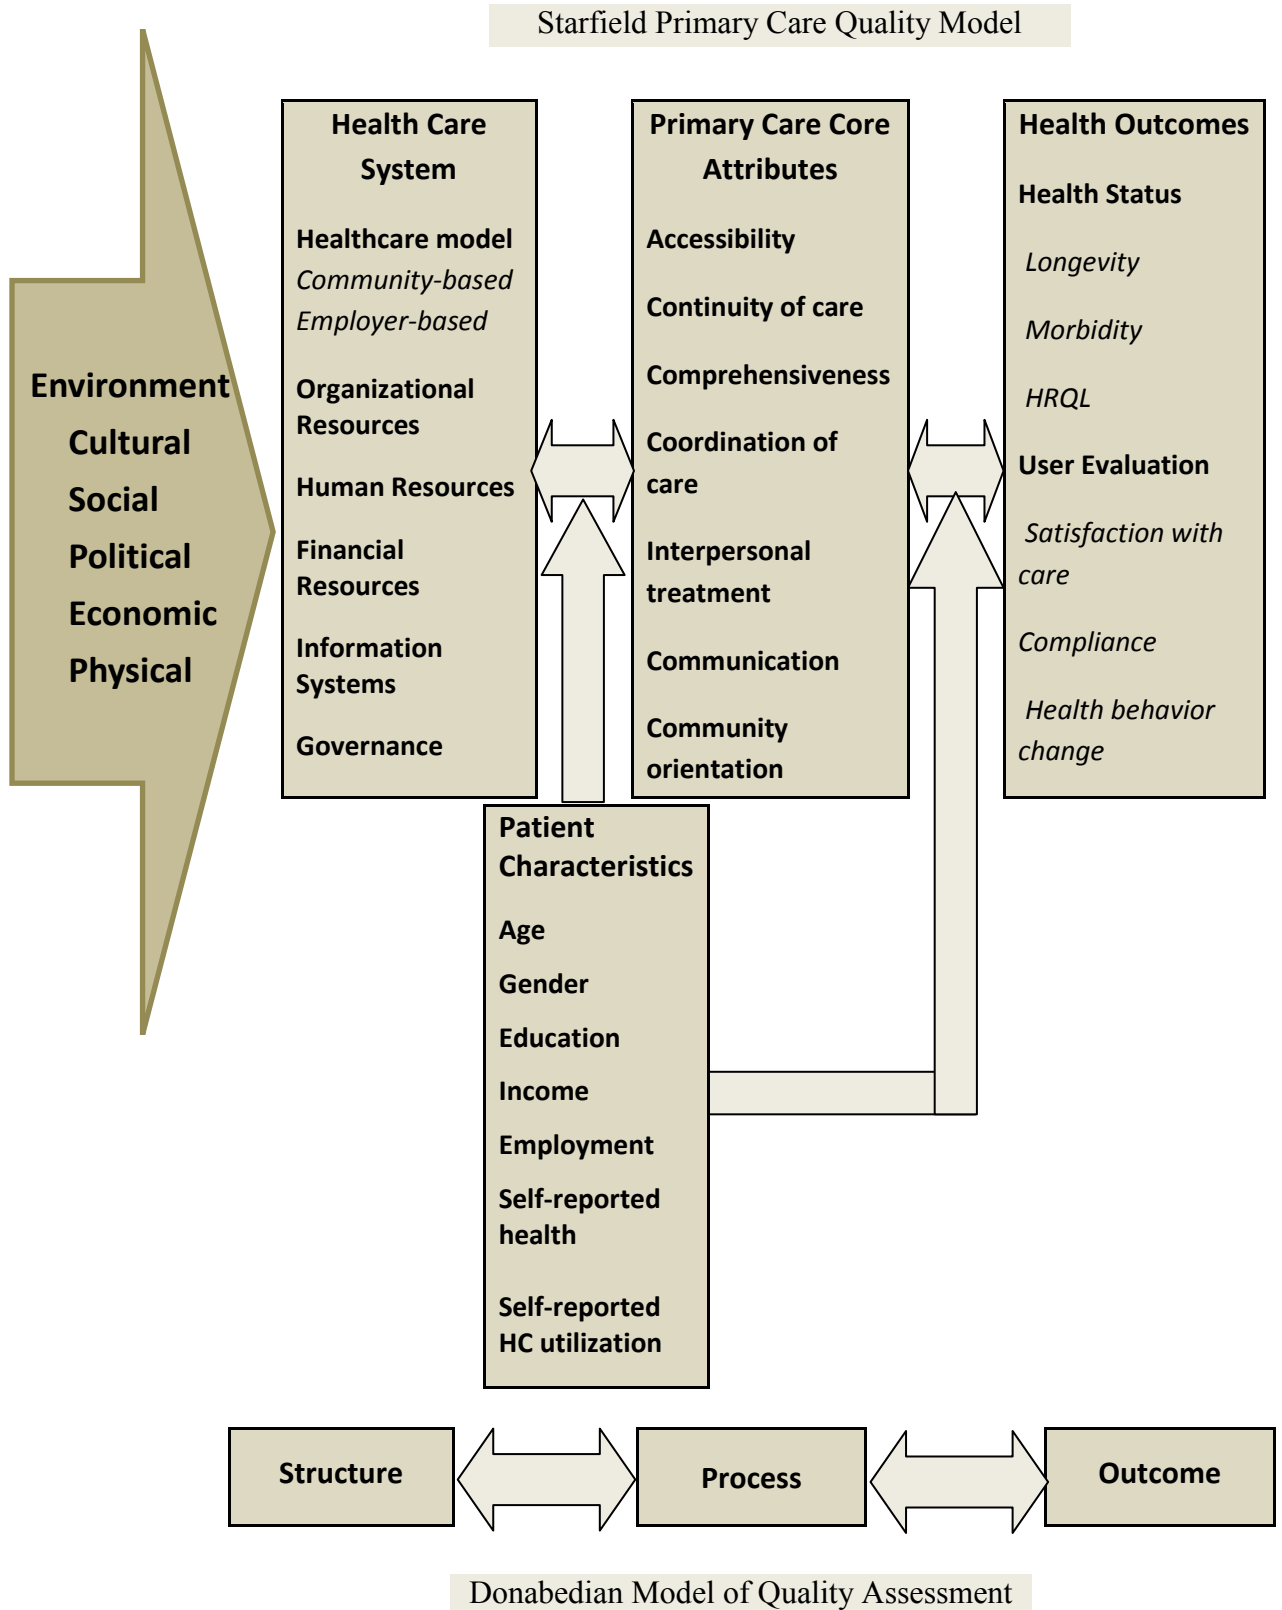 Starfield Primary Care Quality Model
Environment
Cultural
Social
Political
Economic
Physical
Health Care
System
Healthcare model
Community-based
Employer-based
Organizational
Resources
Human Resources
Financial
Resources
Information
Systems
Governance
Primary Care Core
Attributes
Accessibility
Continuity of care
Comprehensiveness
Coordination of
care
Interpersonal
treatment
Communication
Community
orientation
Health Outcomes
Health Status
Longevity
Morbidity
HRQL
User Evaluation
Satisfaction with
care
Compliance
Health behavior
change
Patient
Characteristics
Age
Gender
Education
Income
Employment
Self-reported
health
Self-reported
HC utilization
Structure
Process
Outcome
Donabedian Model of Quality Assessment